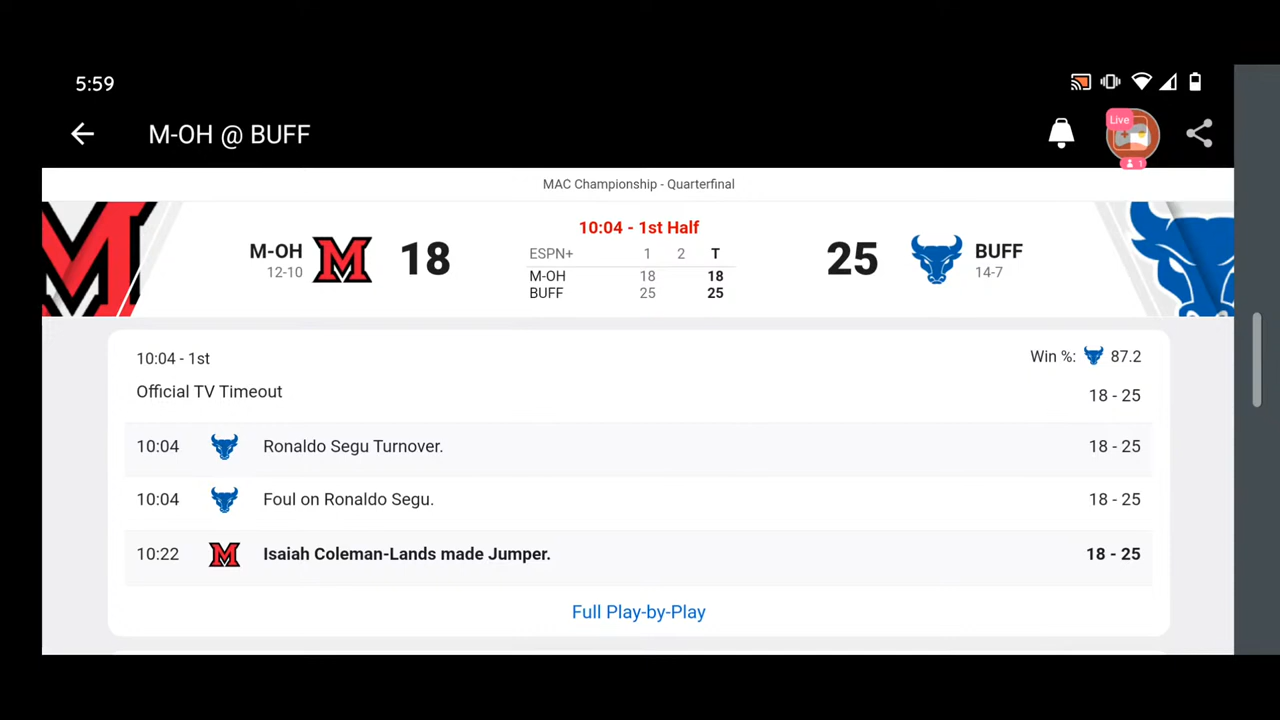 5:59
M-OH @ BUFF
Live
1
MAC Championship - Quarterfinal
10:04 - 1st Half
M-OH
12-10
18
ESPN+ 1 2 T
M-OH 18 18
BUFF 25 25
25
BUFF
14-7
10:04 - 1st
Win %: 87.2
Official TV Timeout 18 - 25
10:04 Ronaldo Segu Turnover. 18 - 25
10:04 Foul on Ronaldo Segu. 18 - 25
10:22 M Isaiah Coleman-Lands made Jumper. 18 - 25
Full Play-by-Play